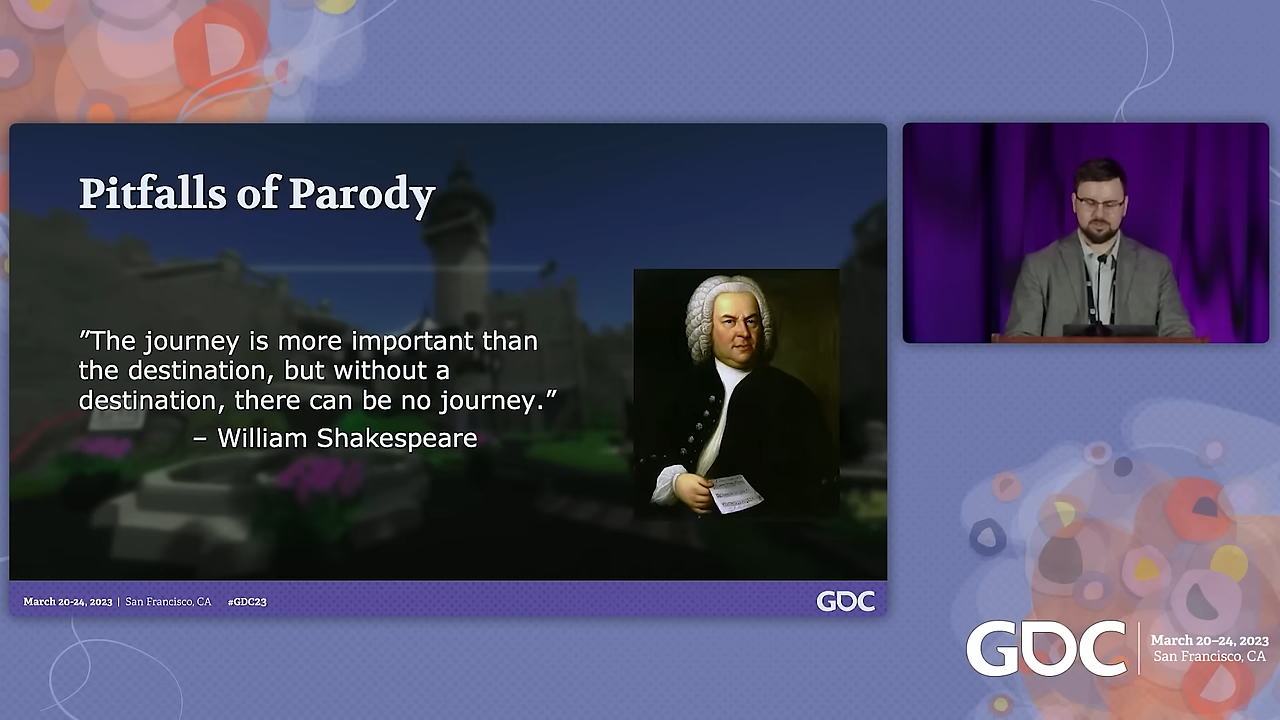 Pitfalls of Parody
”The journey is more important than
the destination, but without a
destination, there can be no journey.”
– William Shakespeare
March 20-24, 2023 | San Francisco, CA #GDC23
GDC
GDC
March 20–24, 2023
San Francisco, CA